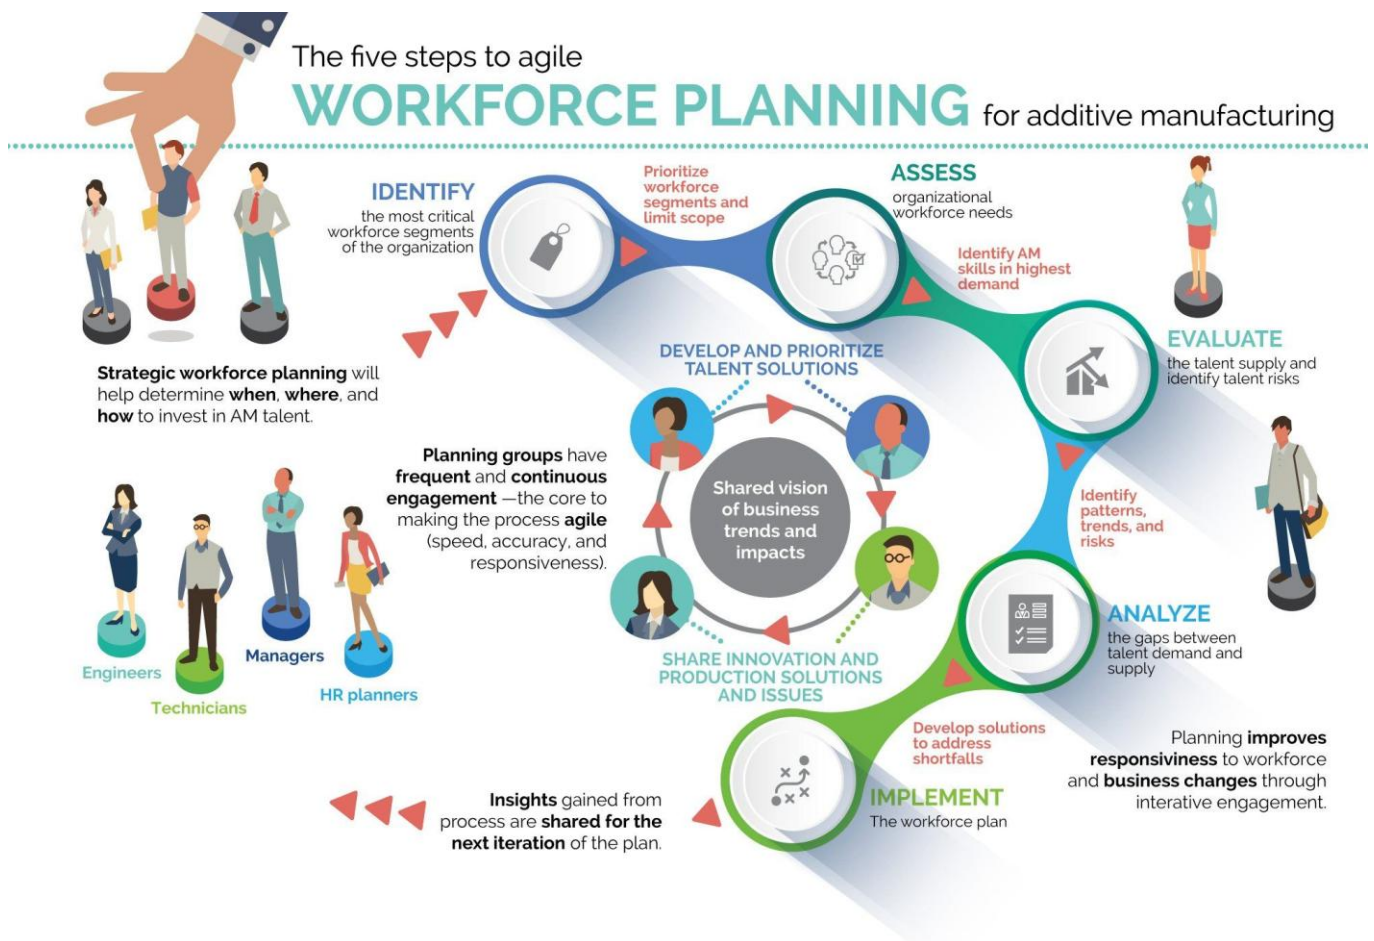 The five steps to agile
WORKFORCE PLANNING for additive manufacturing
IDENTIFY
the most critical
workforce segments
of the organization
Prioritize
workforce
segments and
limit scope
ASSESS
organizational
workforce needs
Identify AM
skills in highest
demand
EVALUATE
the talent supply and
identify talent risks
Strategic workforce planning will
help determine when, where, and
how to invest in AM talent.
DEVELOP AND PRIORITIZE
TALENT SOLUTIONS
Planning groups have
frequent and continuous
engagement —the core to
making the process agile
(speed, accuracy, and
responsiveness).
Shared vision
of business
trends and
impacts
Identify
patterns,
trends, and
risks
Engineers
Technicians
Managers
HR planners
SHARE INNOVATION AND
PRODUCTION SOLUTIONS
AND ISSUES
ANALYZE
the gaps between
talent demand and
supply
Develop solutions
to address
shortfalls
Planning improves
responsiviness to workforce
and business changes through
interative engagement.
IMPLEMENT
The workforce plan
Insights gained from
process are shared for the
next iteration of the plan.